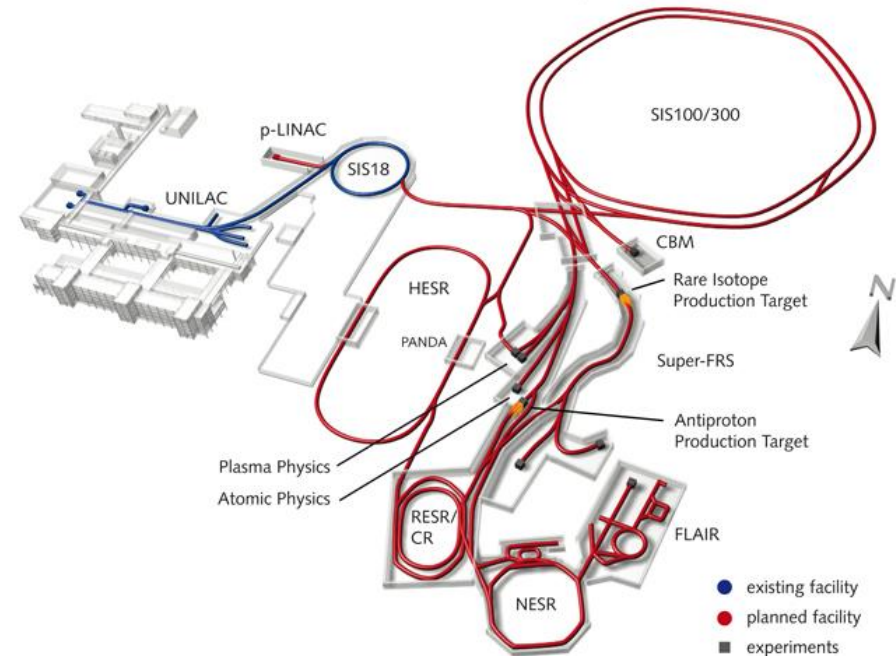 SIS100/300
p-LINAC
SIS18
UNILAC
CBM
HESR
Rare Isotope
Production Target
N
PANDA
Super-FRS
Antiproton
Production Target
Plasma Physics
Atomic Physics
RESR/
CR
FLAIR
NESR
existing facility
planned facility
experiments